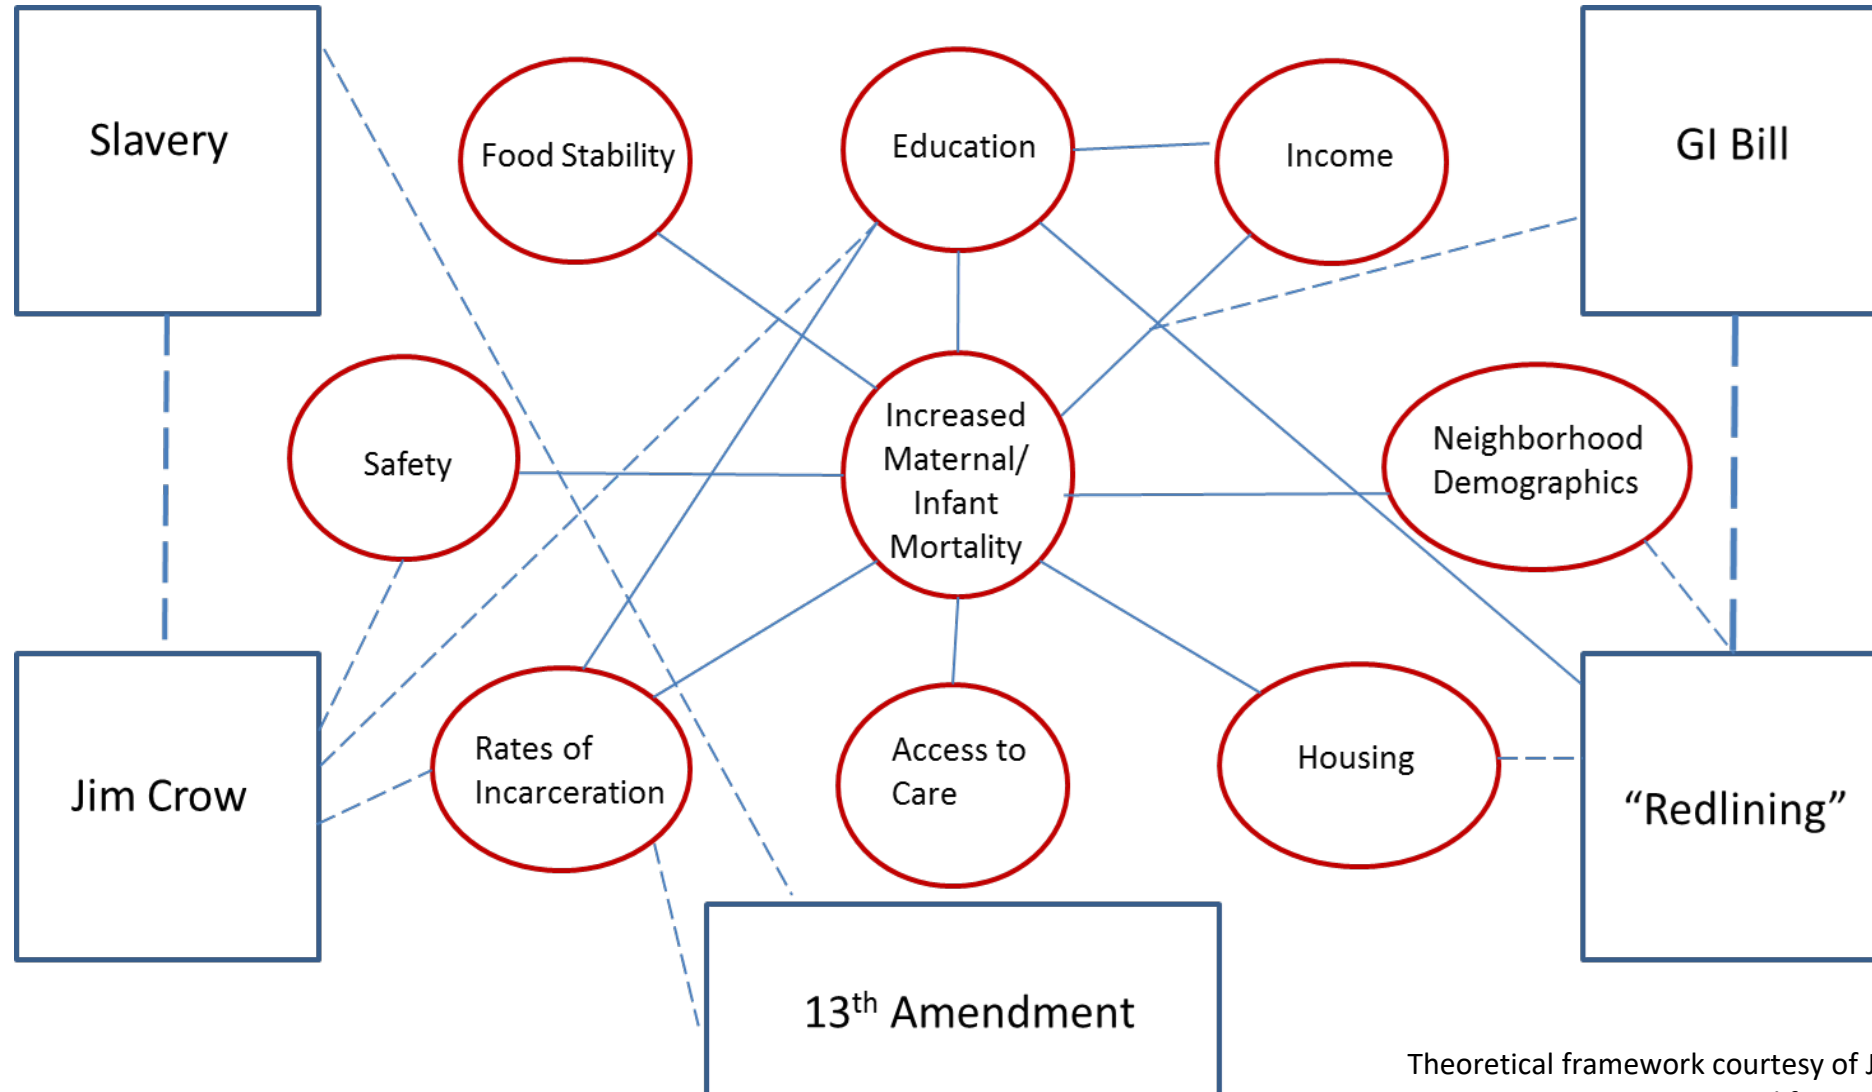 Slavery
Food Stability
Education
Income
GI Bill
Safety
Increased
Maternal/
Infant
Mortality
Neighborhood
Demographics
Jim Crow
Rates of
Incarceration
Access to
Care
Housing
“Redlining”
13th Amendment
Theoretical framework courtesy of